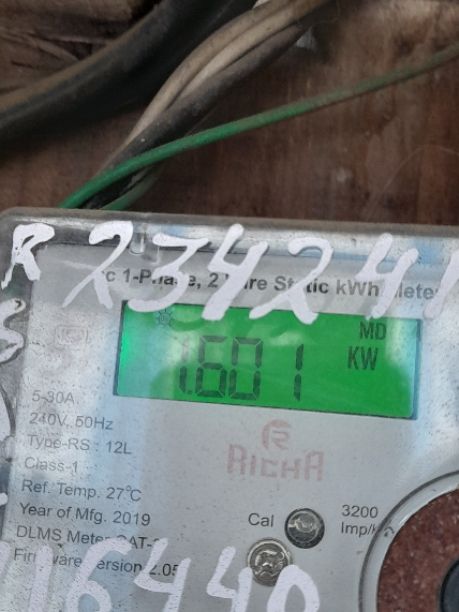 R 234241
AC 1-Phase, 2 Wire Static kWh Meter
MD
1.601 KW
5-30A
240V, 50Hz
Type-RS : 12L
Class-1
Ref. Temp. 27°C
Year of Mfg. 2019
DLMS Meter CAT-
Firmware Version 2.05
RICHA
Cal
3200
Imp/k
116440